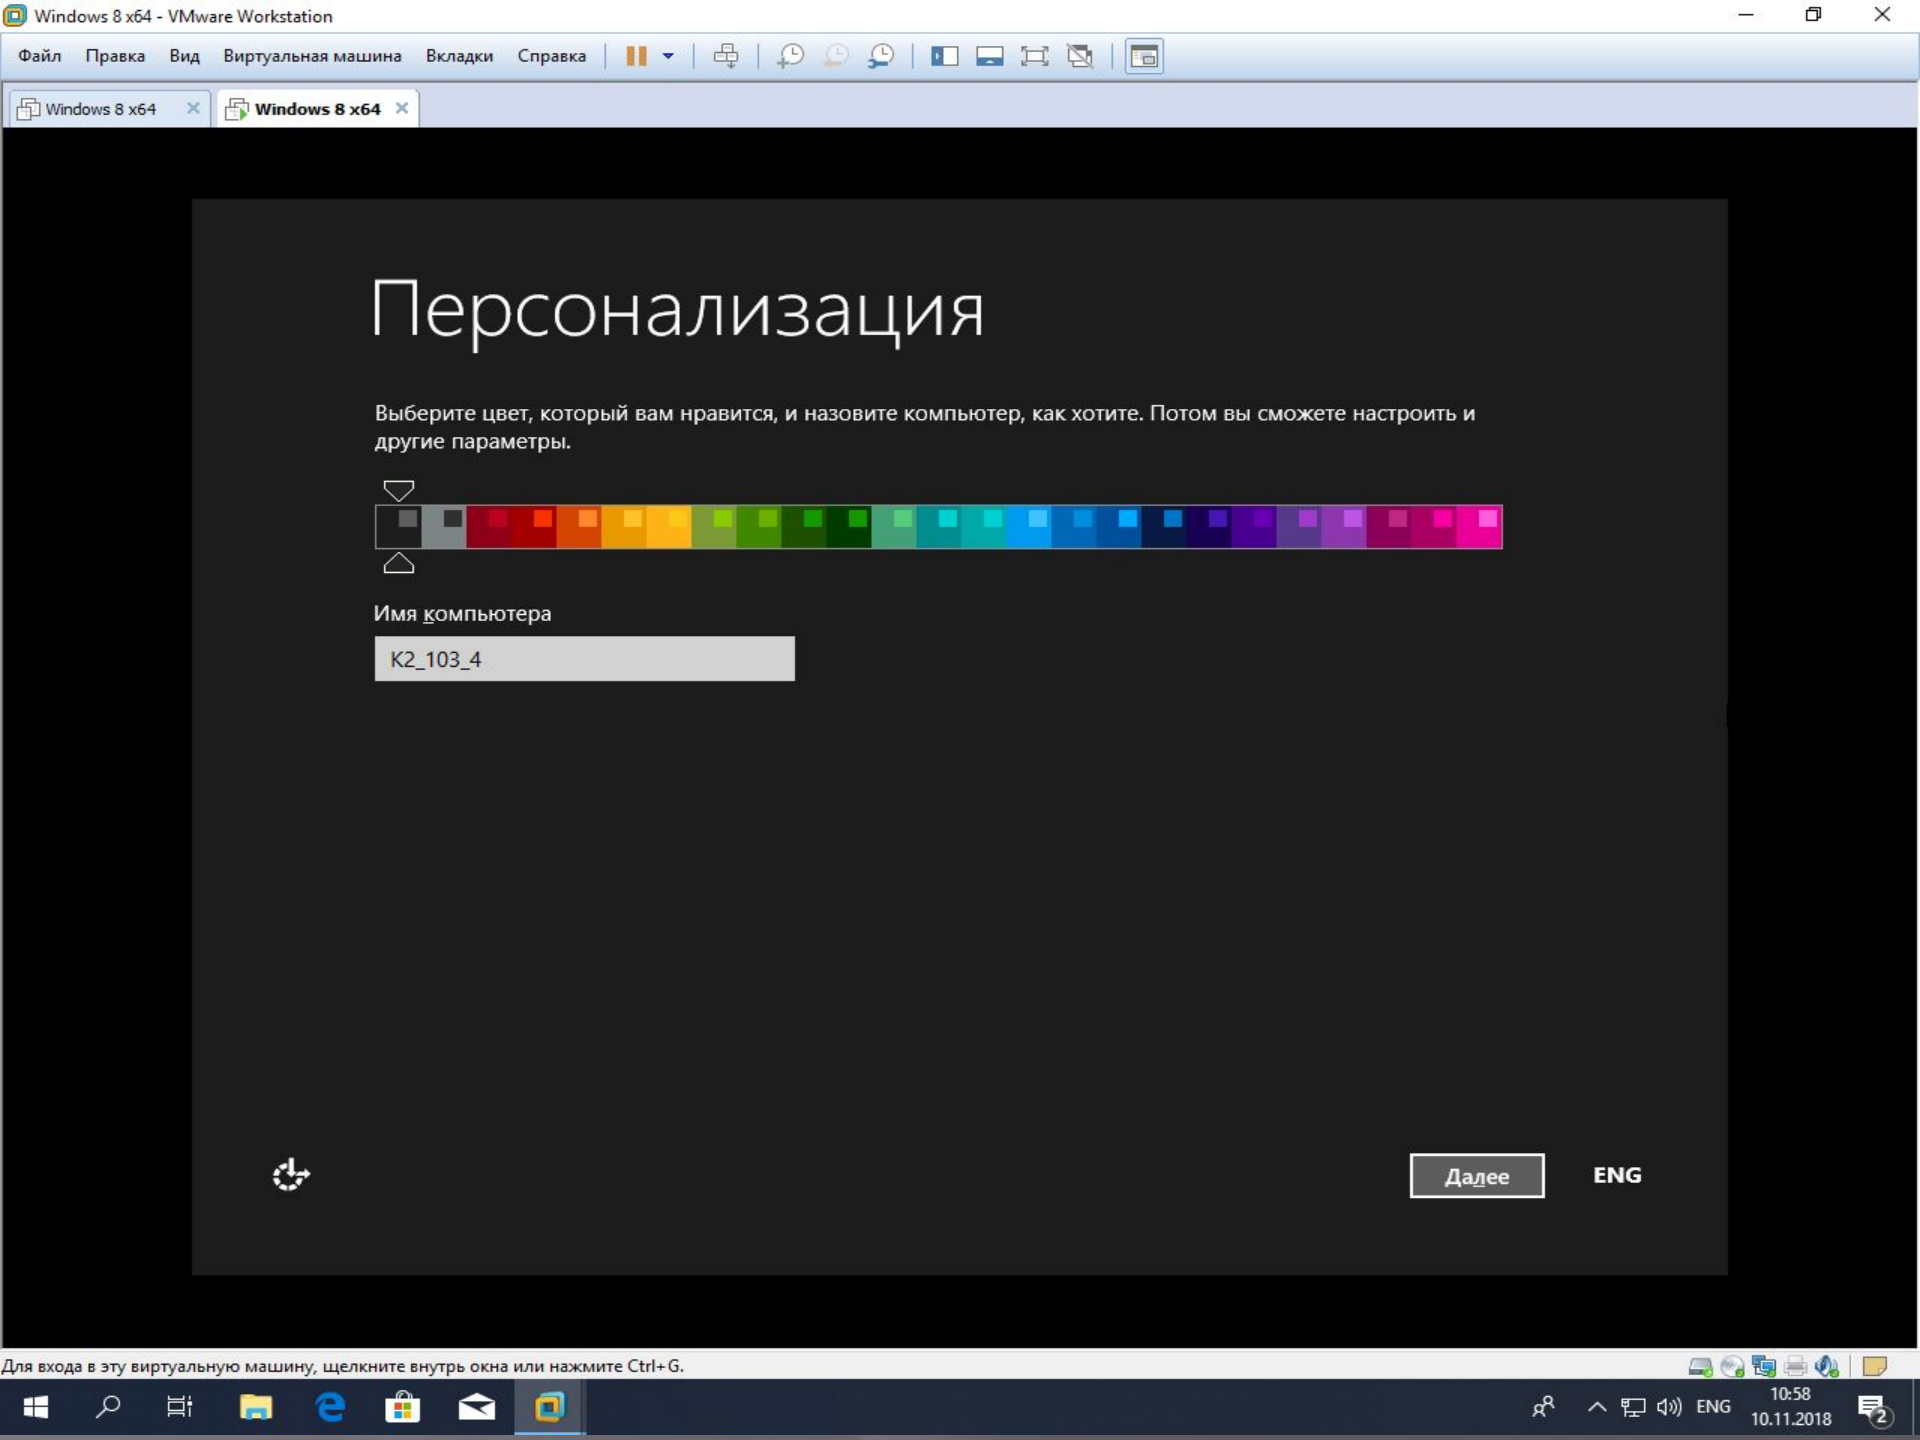 Windows 8 x64 - VMware Workstation
Файл Правка Вид Виртуальная машина Вкладки Справка
Windows 8 x64 Windows 8 x64
Персонализация
Выберите цвет, который вам нравится, и назовите компьютер, как хотите. Потом вы сможете настроить и
другие параметры.
Имя компьютера
K2_103_4
Далее ENG
Для входа в эту виртуальную машину, щелкните внутрь окна или нажмите Ctrl+G.
ENG
10:58
10.11.2018
2